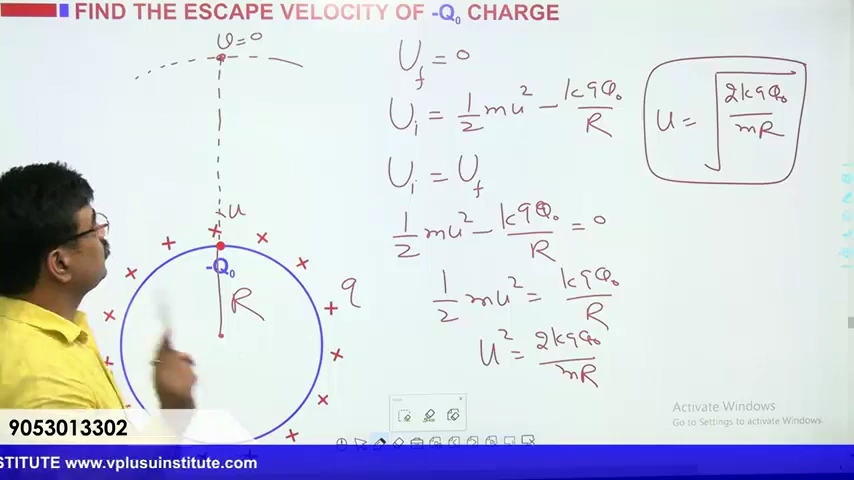 FIND THE ESCAPE VELOCITY OF -Q₀ CHARGE
υ=0
u
-Q₀
R
q
U_f = 0
U_i = 1/2 mu² - kqQ₀/R
U_i = U_f
1/2 mu² - kqQ₀/R = 0
1/2 mu² = kqQ₀/R
u² = 2kqQ₀/mR
u = √(2kqQ₀/mR)
Activate Windows
Go to Settings to activate Windows.
9053013302
STITUTE www.vplusuinstitute.com